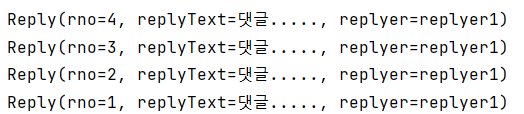 Reply(rno=4, replyText=댓글....., replyer=replyer1)
Reply(rno=3, replyText=댓글....., replyer=replyer1)
Reply(rno=2, replyText=댓글....., replyer=replyer1)
Reply(rno=1, replyText=댓글....., replyer=replyer1)